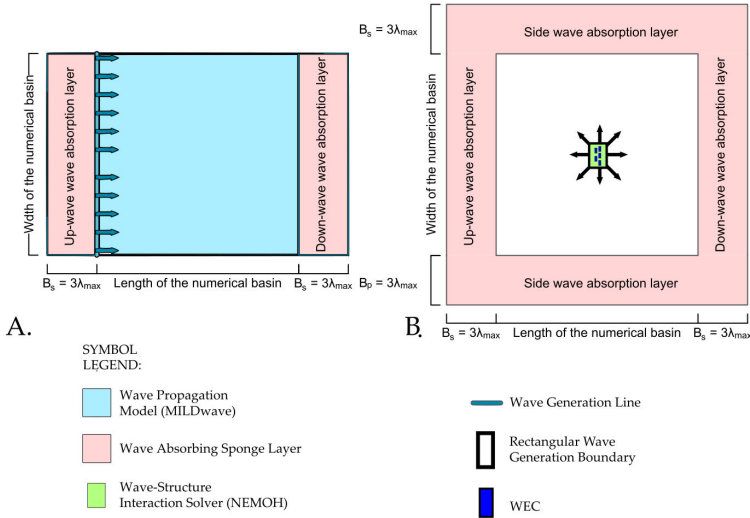 Bs = 3λmax
Side wave absorption layer
Wdth of the numerical basin
Up-wave wave absorption layer
Down-wave wave absorption layer
Width of the numerical basin
Up-wave wave absorption layer
Down-wave wave absorption layer
Side wave absorption layer
Bs = 3λmax
Length of the numerical basin
Bs = 3λmax
Bp = 3λmax
A.
B.
Bs = 3λmax
Length of the numerical basin
Bs = 3λmax
SYMBOL
LEGEND:
Wave Propagation
Model (MILDwave)
Wave Absorbing Sponge Layer
Wave-Structure
Interaction Solver (NEMOH)
Wave Generation Line
Rectangular Wave
Generation Boundary
WEC